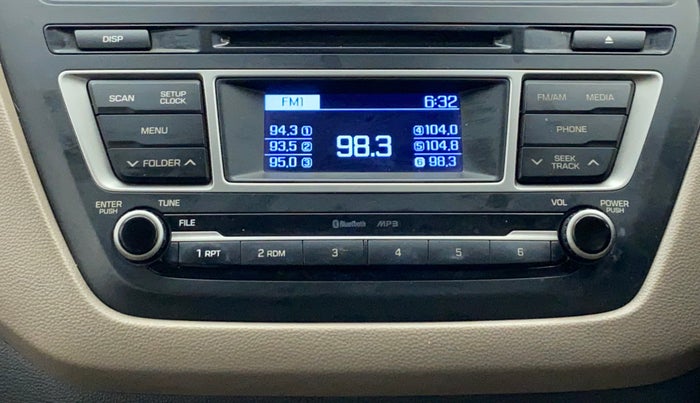 DISP
SCAN
SETUP
CLOCK
MENU
FOLDER
FM1 6:32
94.3 1
93.5 2
95.0 3
98.3
4 104.0
5 104.8
6 98.3
FM/AM MEDIA
PHONE
SEEK
TRACK
ENTER
PUSH
TUNE
FILE
Bluetooth MP3
VOL
POWER
PUSH
1 RPT 2 RDM 3 4 5 6